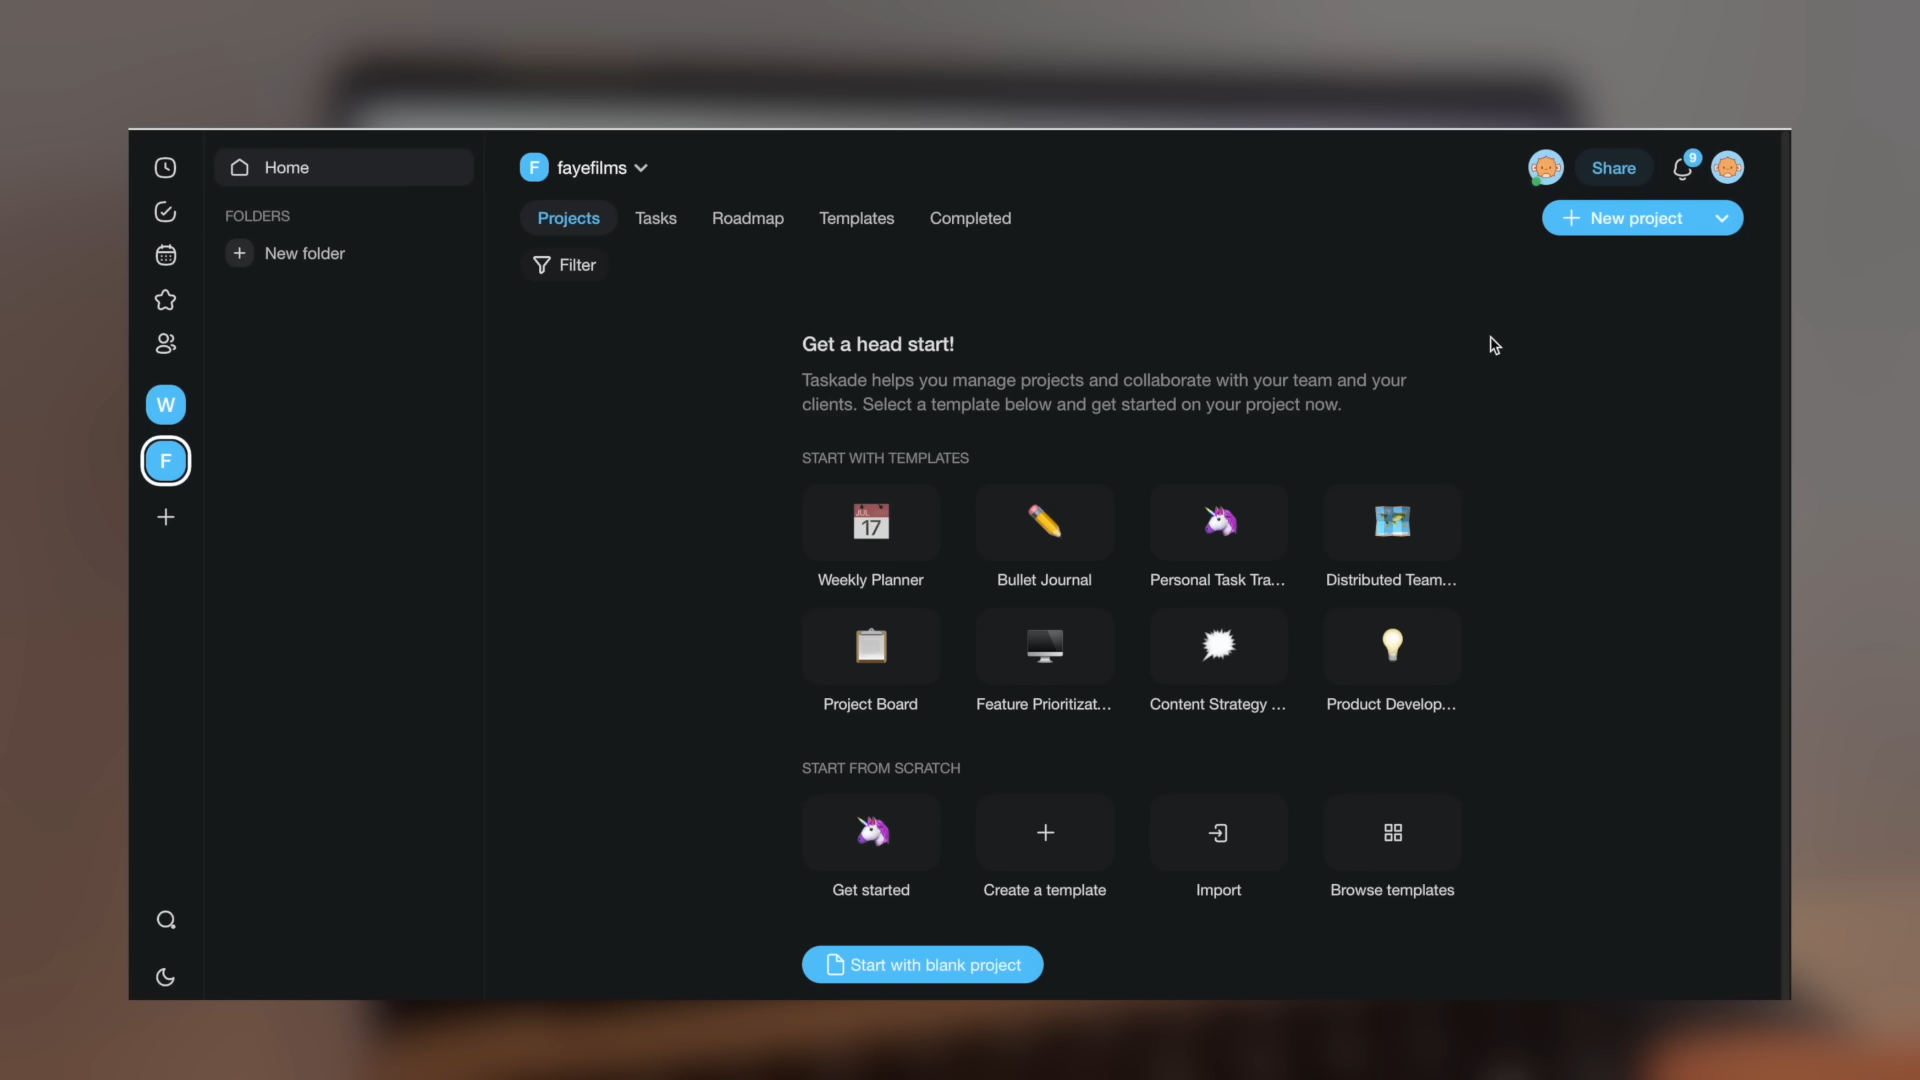 Home
FOLDERS
New folder
W
F
F fayefilms
Share
9
Projects Tasks Roadmap Templates Completed
New project
Filter
Get a head start!
Taskade helps you manage projects and collaborate with your team and your
clients. Select a template below and get started on your project now.
START WITH TEMPLATES
JUL
17
Weekly Planner
Bullet Journal
Personal Task Tra...
Distributed Team...
Project Board
Feature Prioritizat...
Content Strategy ...
Product Develop...
START FROM SCRATCH
Get started
Create a template
Import
Browse templates
Start with blank project